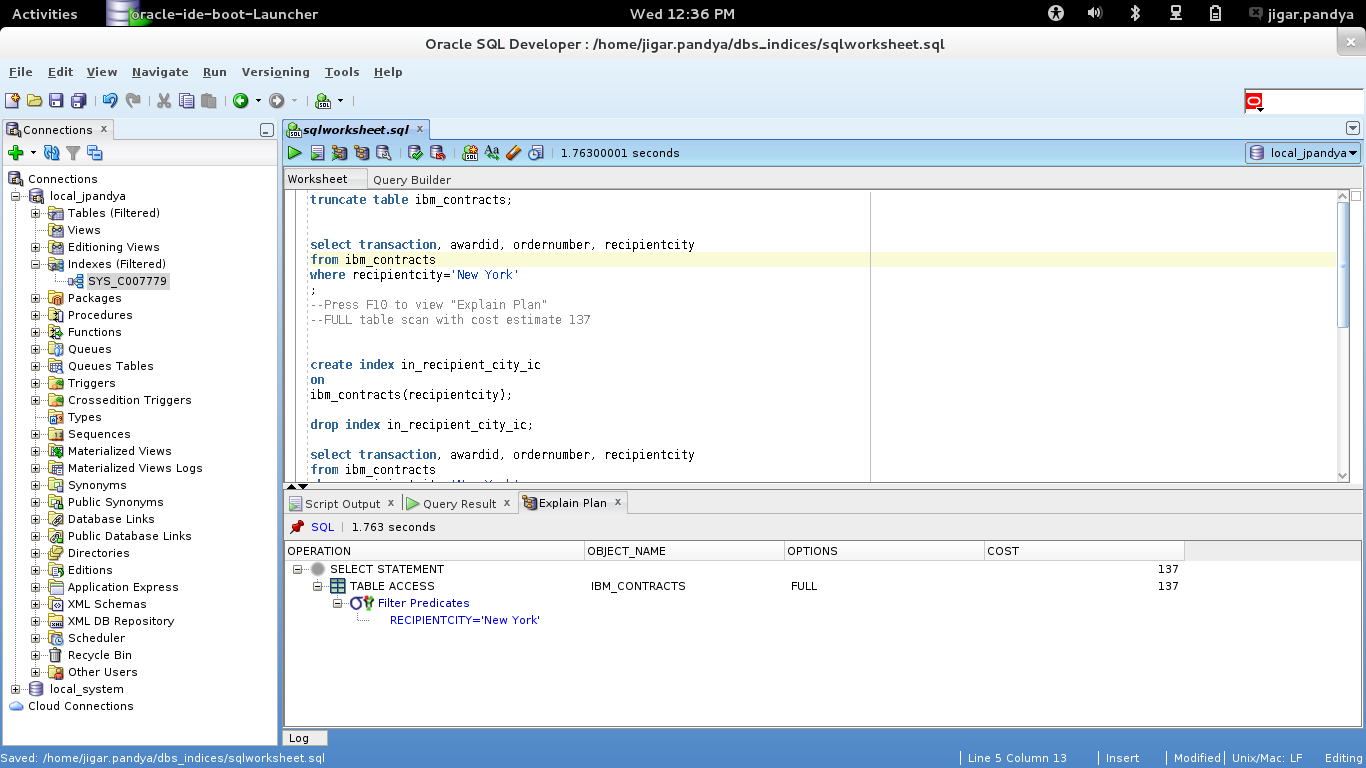 Activities oracle-ide-boot-Launcher Wed 12:36 PM jigar.pandya
Oracle SQL Developer : /home/jigar.pandya/dbs_indices/sqlworksheet.sql
File Edit View Navigate Run Versioning Tools Help
Connections
sqlworksheet.sql
1.76300001 seconds
local_jpandya
Connections
local_jpandya
Tables (Filtered)
Views
Editioning Views
Indexes (Filtered)
SYS_C007779
Packages
Procedures
Functions
Queues
Queues Tables
Triggers
Crossedition Triggers
Types
Sequences
Materialized Views
Materialized Views Logs
Synonyms
Public Synonyms
Database Links
Public Database Links
Directories
Editions
Application Express
XML Schemas
XML DB Repository
Scheduler
Recycle Bin
Other Users
local_system
Cloud Connections
Worksheet Query Builder
truncate table ibm_contracts;
select transaction, awardid, ordernumber, recipientcity
from ibm_contracts
where recipientcity='New York'
;
--Press F10 to view "Explain Plan"
--FULL table scan with cost estimate 137
create index in_recipient_city_ic
on
ibm_contracts(recipientcity);
drop index in_recipient_city_ic;
select transaction, awardid, ordernumber, recipientcity
from ibm_contracts
Script Output Query Result Explain Plan
SQL 1.763 seconds
OPERATION OBJECT_NAME OPTIONS COST
SELECT STATEMENT 137
TABLE ACCESS IBM_CONTRACTS FULL 137
Filter Predicates
RECIPIENTCITY='New York'
Log
Saved: /home/jigar.pandya/dbs_indices/sqlworksheet.sql
Line 5 Column 13 Insert Modified Unix/Mac: LF Editing